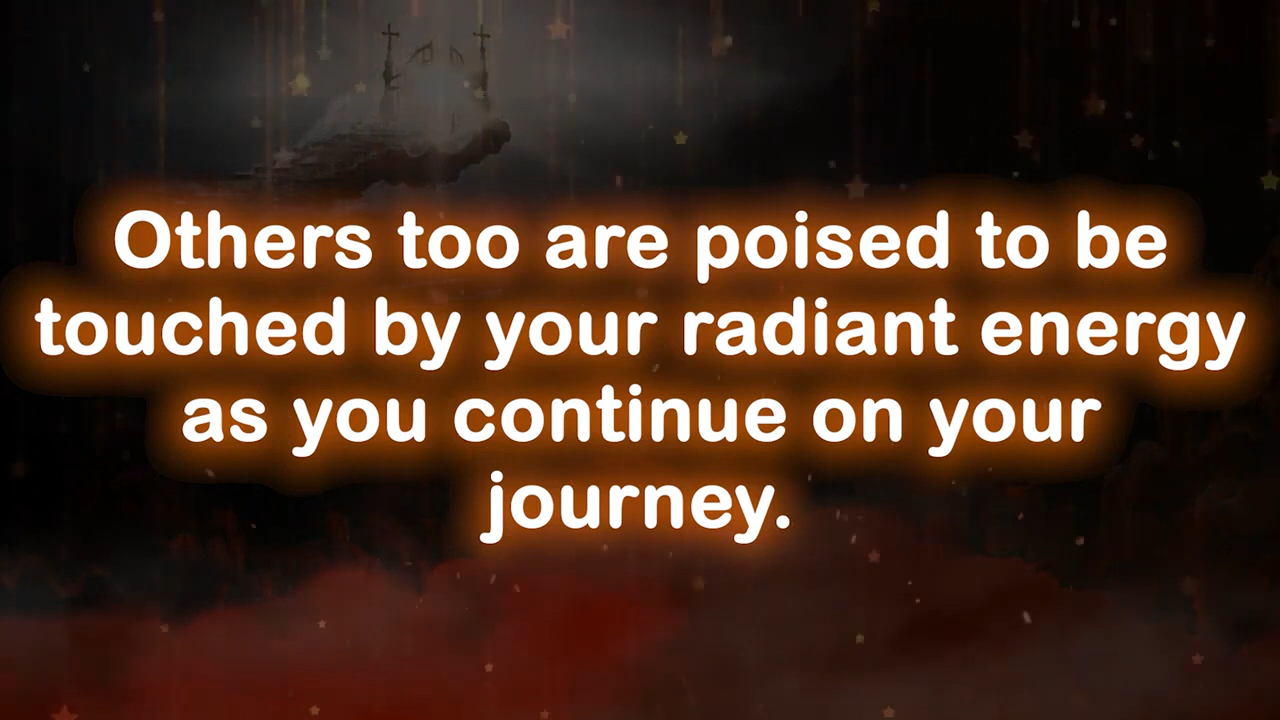 Others too are poised to be
touched by your radiant energy
as you continue on your
journey.